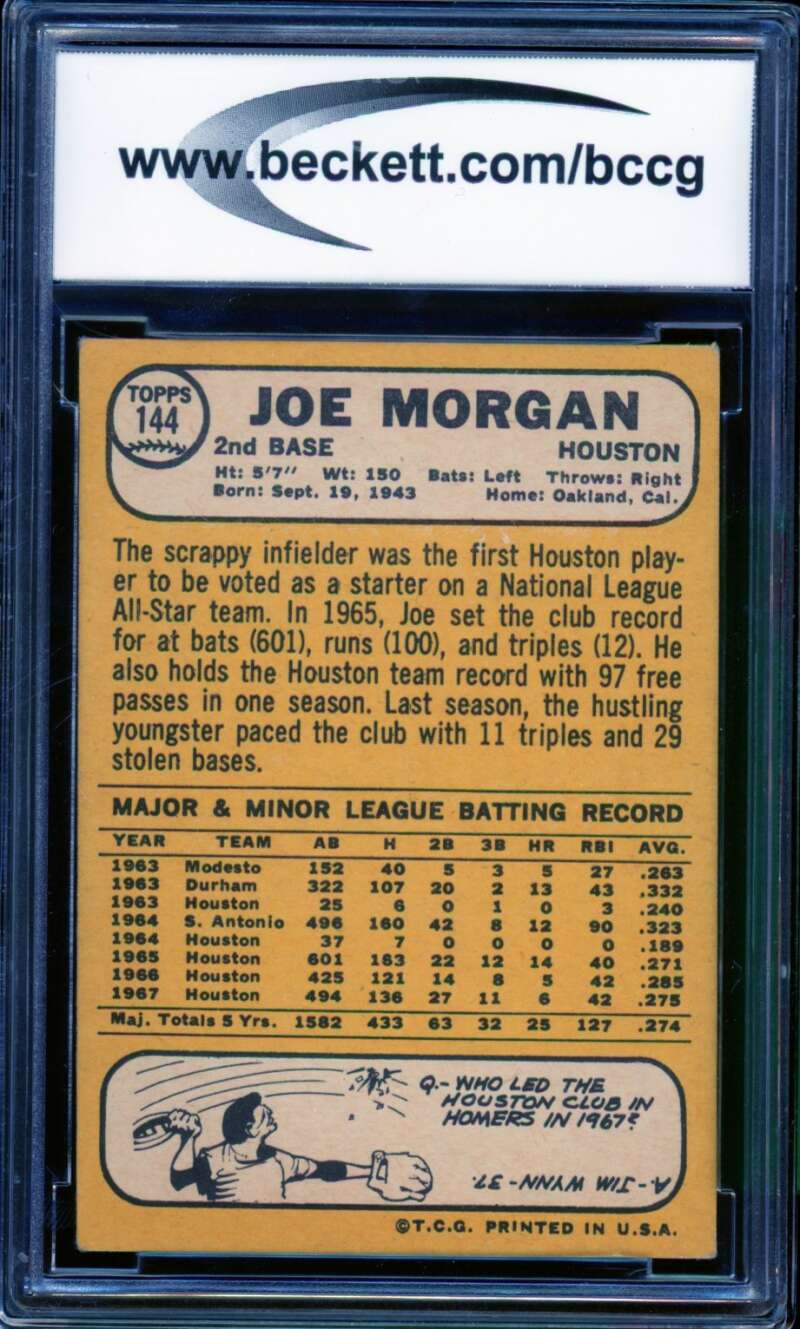 www.beckett.com/bccg
TOPPS
144
JOE MORGAN
2nd BASE HOUSTON
Ht: 5'7" Wt: 150 Bats: Left Throws: Right
Born: Sept. 19, 1943 Home: Oakland, Cal.
The scrappy infielder was the first Houston play-
er to be voted as a starter on a National League
All-Star team. In 1965, Joe set the club record
for at bats (601), runs (100), and triples (12). He
also holds the Houston team record with 97 free
passes in one season. Last season, the hustling
youngster paced the club with 11 triples and 29
stolen bases.
MAJOR & MINOR LEAGUE BATTING RECORD
YEAR TEAM AB H 2B 3B HR RBI AVG.
1963 Modesto 152 40 5 3 5 27 .263
1963 Durham 322 107 20 2 13 43 .332
1963 Houston 25 6 0 1 0 3 .240
1964 S. Antonio 496 160 42 8 12 90 .323
1964 Houston 37 7 0 0 0 0 .189
1965 Houston 601 163 22 12 14 40 .271
1966 Houston 425 121 14 8 5 42 .285
1967 Houston 494 136 27 11 6 42 .275
Maj. Totals 5 Yrs. 1582 433 63 32 25 127 .274
Q.- WHO LED THE
HOUSTON CLUB IN
HOMERS IN 1967?
A.- JIM WYNN - 37.
©T.C.G. PRINTED IN U.S.A.